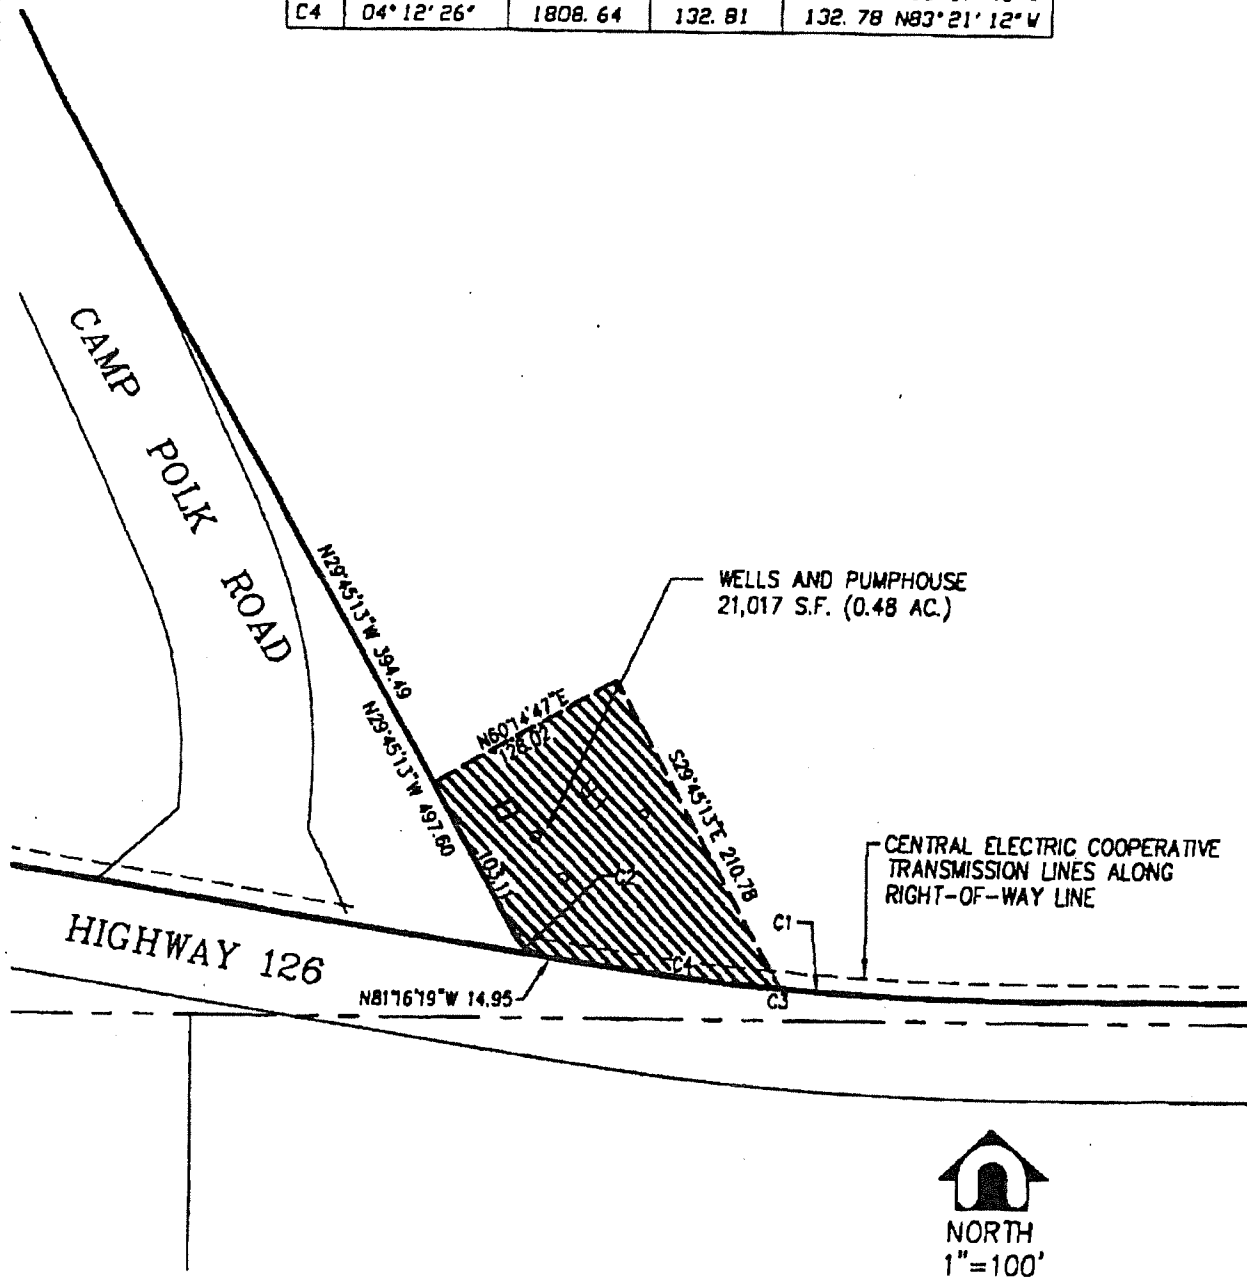 C4 04° 12' 26" 1808. 64 132. 81 132. 78 N83° 21' 12" W
CAMP POLK ROAD
N29°45'13"W 394.49
N29°45'13"W 497.60
WELLS AND PUMPHOUSE
21,017 S.F. (0.48 AC.)
N60°14'47"E
128.02
S29°45'13"E 210.78
103.11
CENTRAL ELECTRIC COOPERATIVE
TRANSMISSION LINES ALONG
RIGHT-OF-WAY LINE
C1
C4
C3
HIGHWAY 126
N81°16'19"W 14.95
NORTH
1"=100'